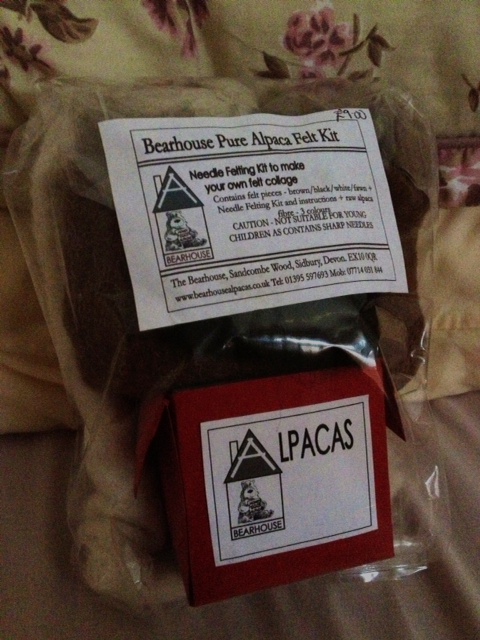 £9.00
Bearhouse Pure Alpaca Felt Kit
Needle Felting Kit to make
your own felt collage
Contains felt pieces - brown/black/white/fawn +
Needle Felting Kit and instructions + raw alpaca
fibre - 3 colours
CAUTION - NOT SUITABLE FOR YOUNG
CHILDREN AS CONTAINS SHARP NEEDLES
BEARHOUSE
The Bearhouse, Sandcombe Wood, Sidbury, Devon. EX10 0QR
www.bearhousealpacas.co.uk Tel: 01395 597693 Mob: 07714 031 844
ALPACAS
BEARHOUSE